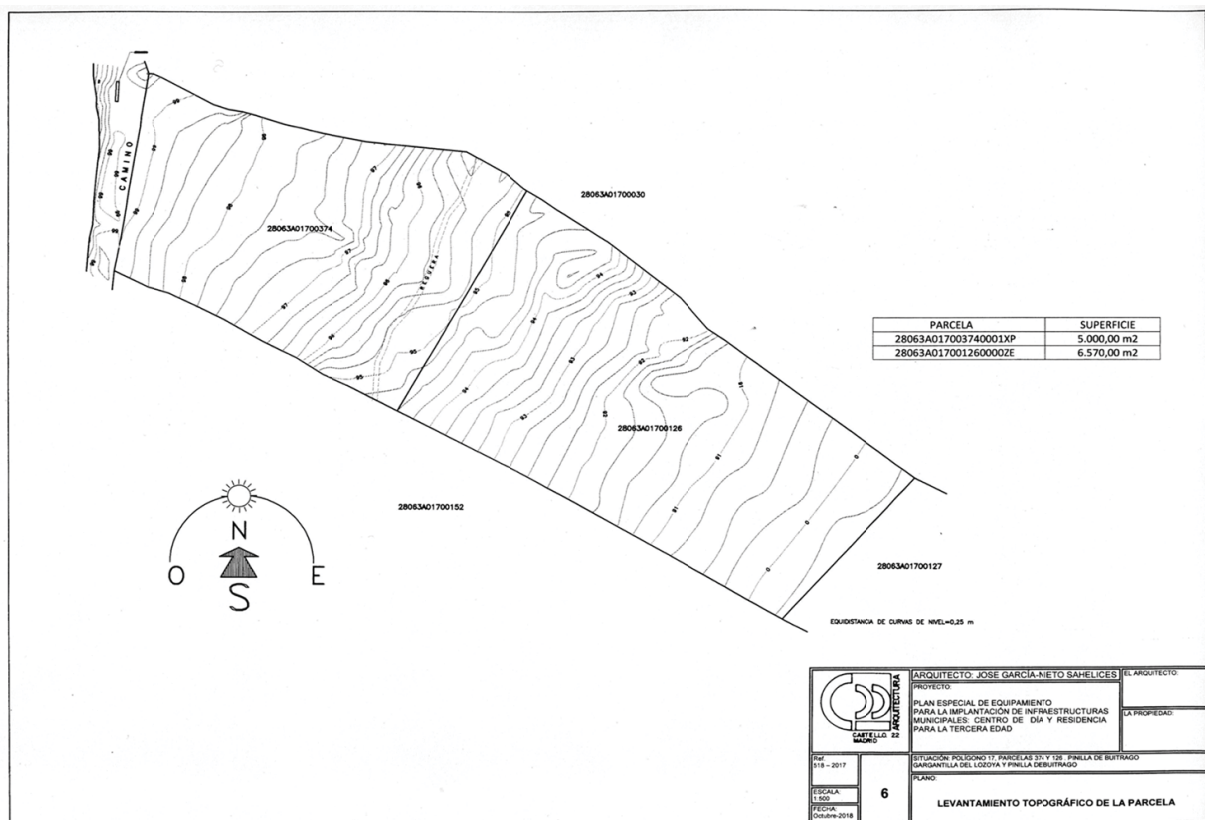 CAMINO
28063A01700374
REGUERA
28063A01700030
28063A01700126
28063A01700152
28063A01700127
PARCELA SUPERFICIE
28063A017003740001XP 5.000,00 m2
28063A017001260000ZE 6.570,00 m2
N
O E
S
EQUIDISTANCIA DE CURVAS DE NIVEL=0,25 m
ARQUITECTURA
CASTELLO, 22
MADRID
ARQUITECTO: JOSE GARCÍA-NIETO SAHELICES
EL ARQUITECTO:
PROYECTO:
PLAN ESPECIAL DE EQUIPAMIENTO
PARA LA IMPLANTACIÓN DE INFRAESTRUCTURAS
MUNICIPALES: CENTRO DE DÍA Y RESIDENCIA
PARA LA TERCERA EDAD
LA PROPIEDAD:
Ref.
518 – 2017
SITUACIÓN: POLÍGONO 17, PARCELAS Y 126 . PINILLA DE BUITRAGO
GARGANTILLA DEL LOZOYA Y PINILLA DEBUITRAGO
ESCALA:
1:500
FECHA:
Octubre-2018
6
PLANO:
LEVANTAMIENTO TOPOGRÁFICO DE LA PARCELA